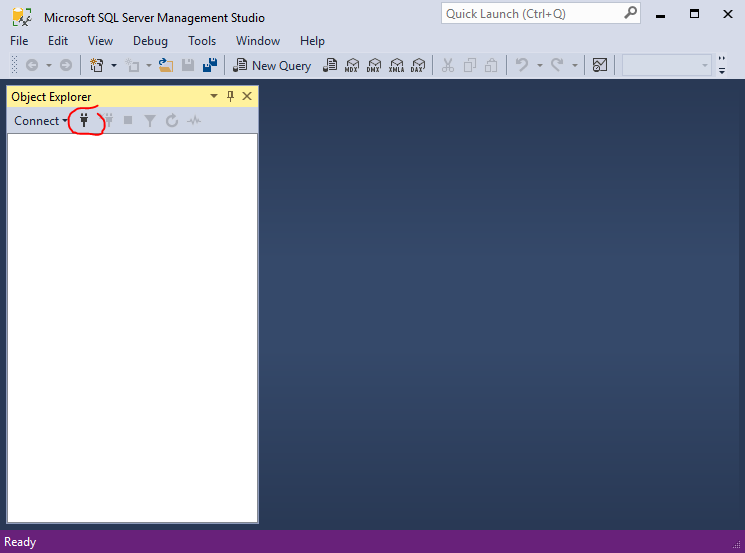 Microsoft SQL Server Management Studio
Quick Launch (Ctrl+Q)
File Edit View Debug Tools Window Help
New Query MDX DMX XMLA DAX
Object Explorer
Connect
Ready